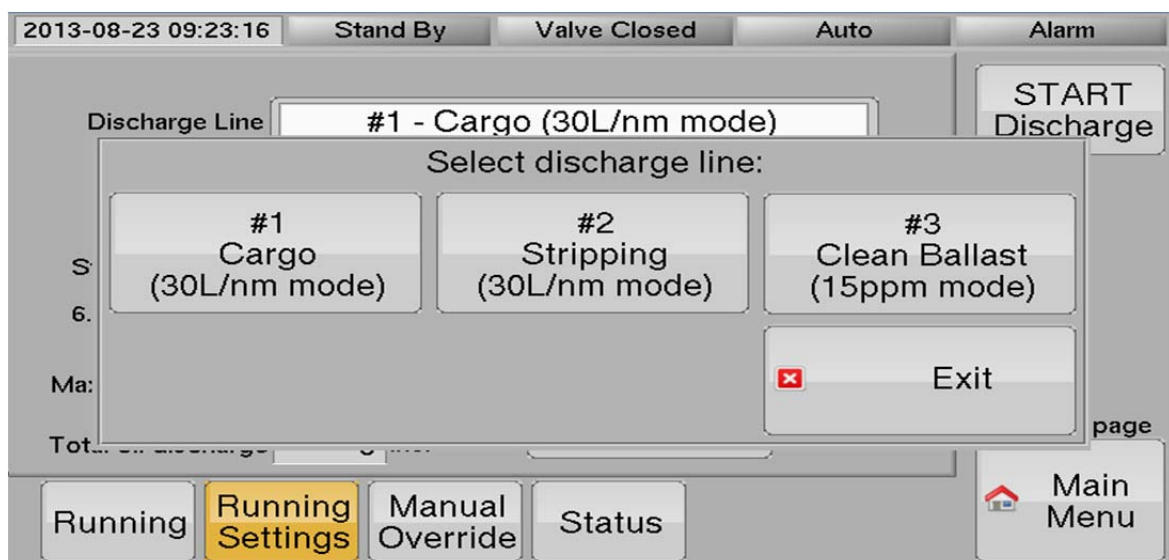 2013-08-23 09:23:16 Stand By Valve Closed Auto Alarm
START
Discharge
Discharge Line #1 - Cargo (30L/nm mode)
Select discharge line:
#1
Cargo
(30L/nm mode)
#2
Stripping
(30L/nm mode)
#3
Clean Ballast
(15ppm mode)
6.
Exit
page
Running
Running
Settings
Manual
Override
Status
Main
Menu